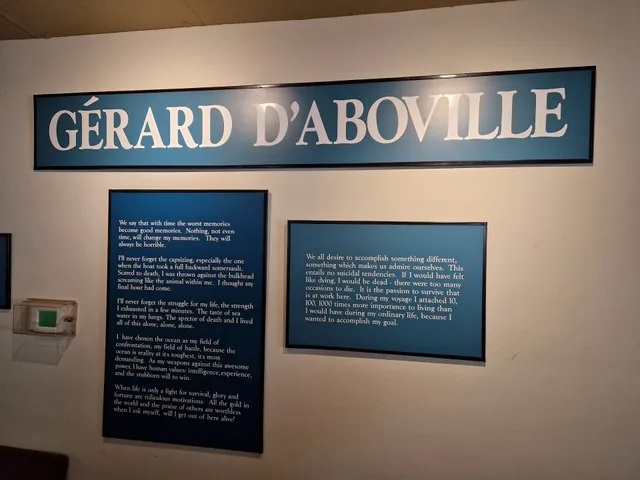 GÉRARD D'ABOVILLE
We say that with time the worst memories
become good memories. Nothing, not even
time, will change my memories. They will
always be horrible.
I'll never forget the capsizing, especially the one
when the boat took a full backward somersault.
Scared to death, I was thrown against the bulkhead
screaming like the animal within me. I thought my
final hour had come.
I'll never forget the struggle for my life, the strength
I exhausted in a few minutes. The taste of sea
water in my lungs. The spector of death and I lived
all of this alone, alone, alone.
I have chosen the ocean as my field of
confrontation, my field of battle, because the
ocean is reality at its toughest, it's most
demanding. As my weapons against this awesome
power, I have human values: intelligence, experience,
and the stubborn will to win.
When life is only a fight for survival, glory and
fortune are ridiculous motivations. All the gold in
the world and the praise of others are worthless
when I ask myself, will I get out of here alive?
We all desire to accomplish something different,
something which makes us admire ourselves. This
entails no suicidal tendencies. If I would have felt
like dying, I would be dead - there were too many
occasions to die. It is the passion to survive that
is at work here. During my voyage I attached 10,
100, 1000 times more importance to living than
I would have during my ordinary life, because I
wanted to accomplish my goal.